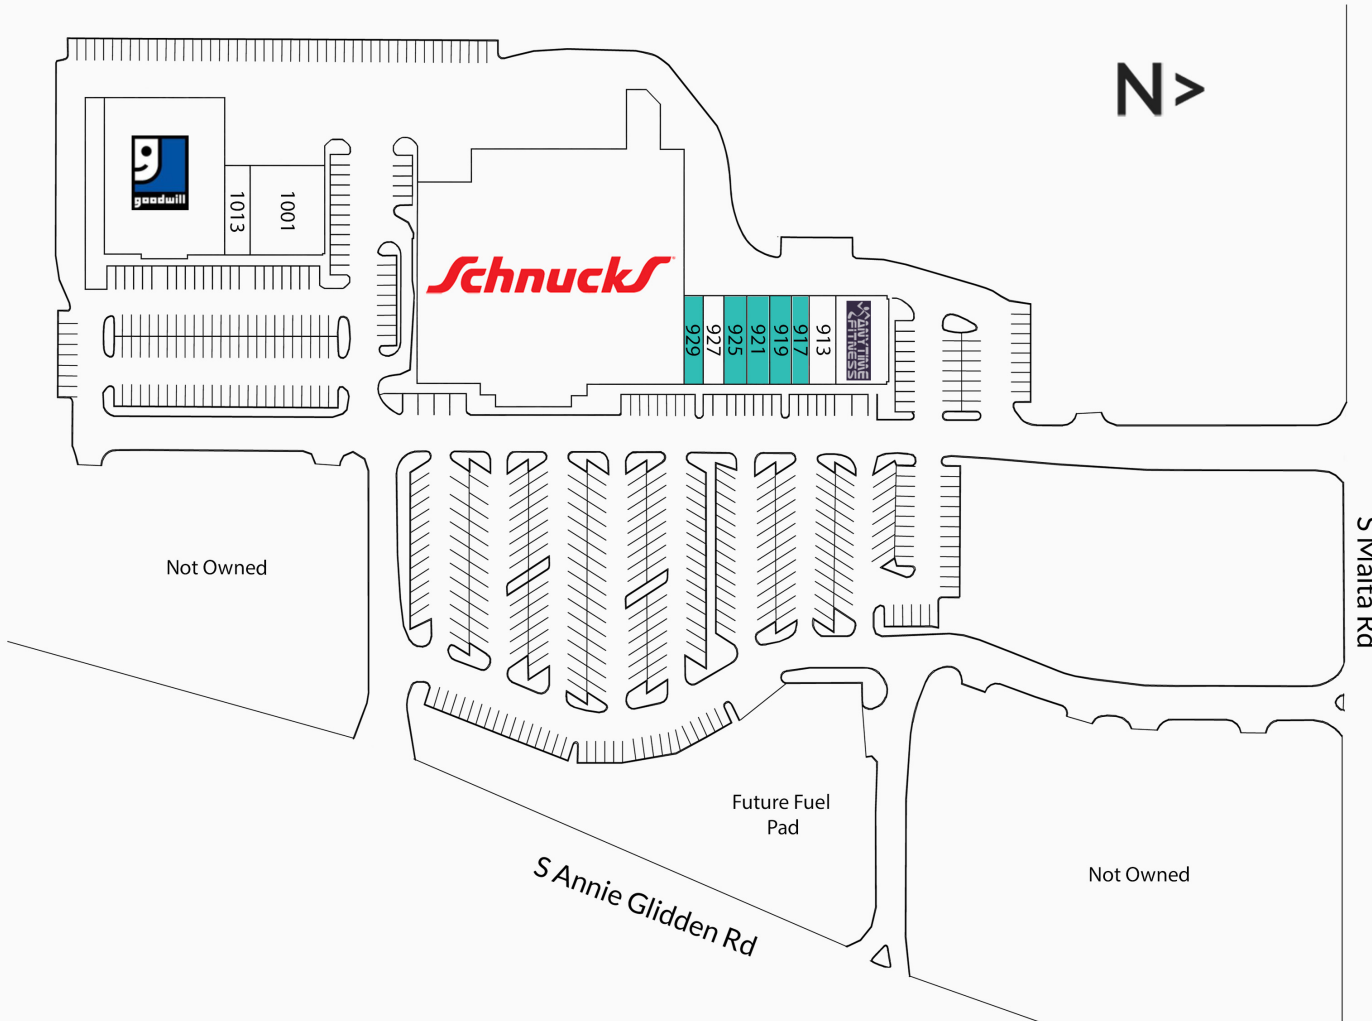 N>
goodwill
1013
1001
Schnucks
929
927
925
921
919
917
913
ANYTIME
FITNESS
Not Owned
S Malta Rd
Future Fuel
Pad
S Annie Glidden Rd
Not Owned